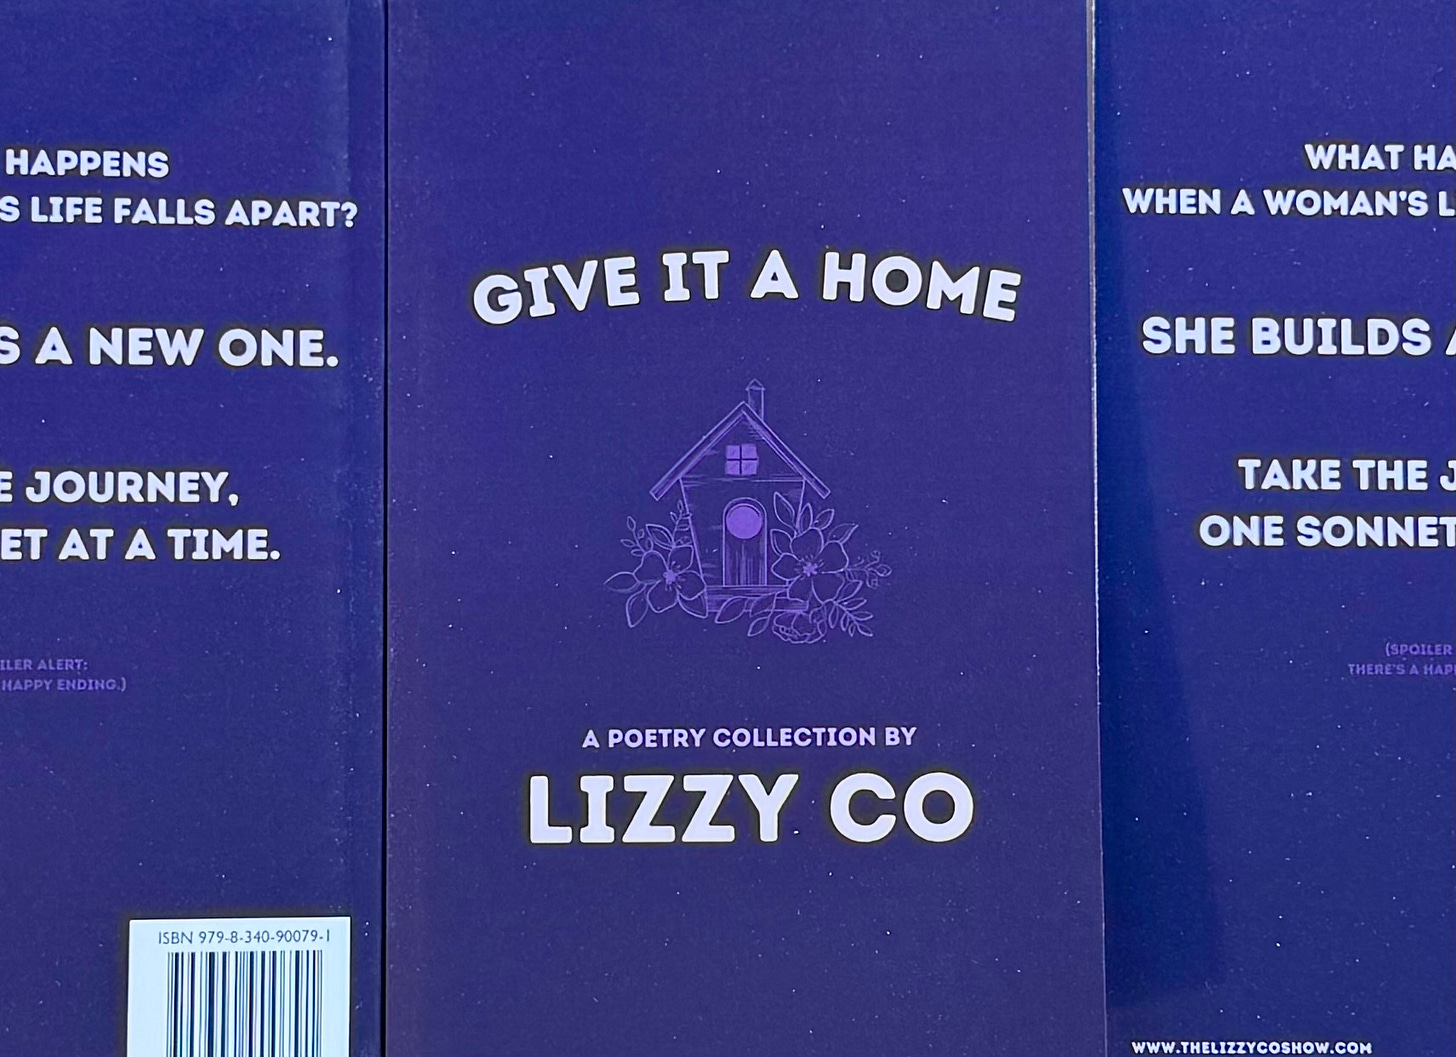 HAPPENS
S LIFE FALLS APART?
S A NEW ONE.
E JOURNEY,
ET AT A TIME.
ILER ALERT:
HAPPY ENDING.)
ISBN 979-8-340-90079-1
GIVE IT A HOME
A POETRY COLLECTION BY
LIZZY CO
WHAT HA
WHEN A WOMAN'S L
SHE BUILDS A
TAKE THE J
ONE SONNET
(SPOILER
THERE'S A HAP
WWW.THELIZZYCOSHOW.COM